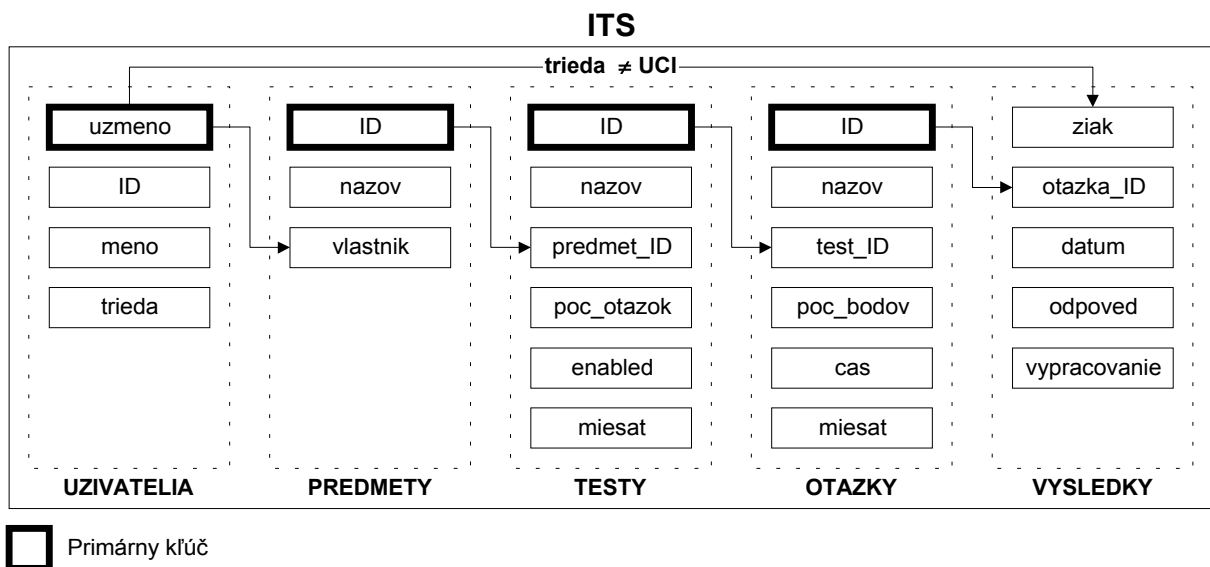 ITS
trieda ≠ UCI
uzmeno
ID
ID
ID
ziak
ID
nazov
nazov
nazov
otazka_ID
meno
vlastnik
predmet_ID
test_ID
datum
trieda
poc_otazok
poc_bodov
odpoved
enabled
cas
vypracovanie
miesat
miesat
UZIVATELIA
PREDMETY
TESTY
OTAZKY
VYSLEDKY
Primárny kľúč